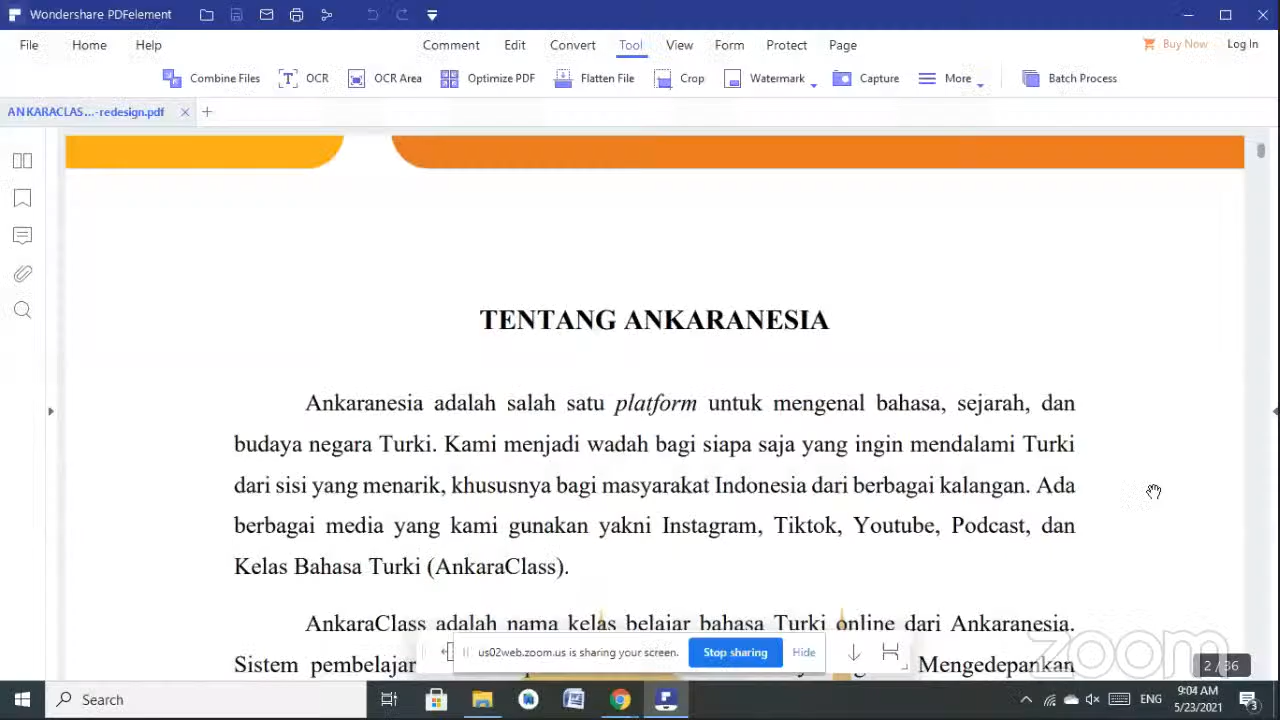 Wondershare PDFelement
File Home Help Comment Edit Convert Tool View Form Protect Page Buy Now Log In
Combine Files OCR OCR Area Optimize PDF Flatten File Crop Watermark Capture More Batch Process
ANKARACLAS...-redesign.pdf
TENTANG ANKARANESIA
Ankaranesia adalah salah satu platform untuk mengenal bahasa, sejarah, dan
budaya negara Turki. Kami menjadi wadah bagi siapa saja yang ingin mendalami Turki
dari sisi yang menarik, khususnya bagi masyarakat Indonesia dari berbagai kalangan. Ada
berbagai media yang kami gunakan yakni Instagram, Tiktok, Youtube, Podcast, dan
Kelas Bahasa Turki (AnkaraClass).
AnkaraClass adalah nama kelas belajar bahasa Turki online dari Ankaranesia.
Sistem pembelajar Mengedepankan
us02web.zoom.us is sharing your screen. Stop sharing Hide
zoom
2 / 36
Search
ENG
9:04 AM
5/23/2021
3